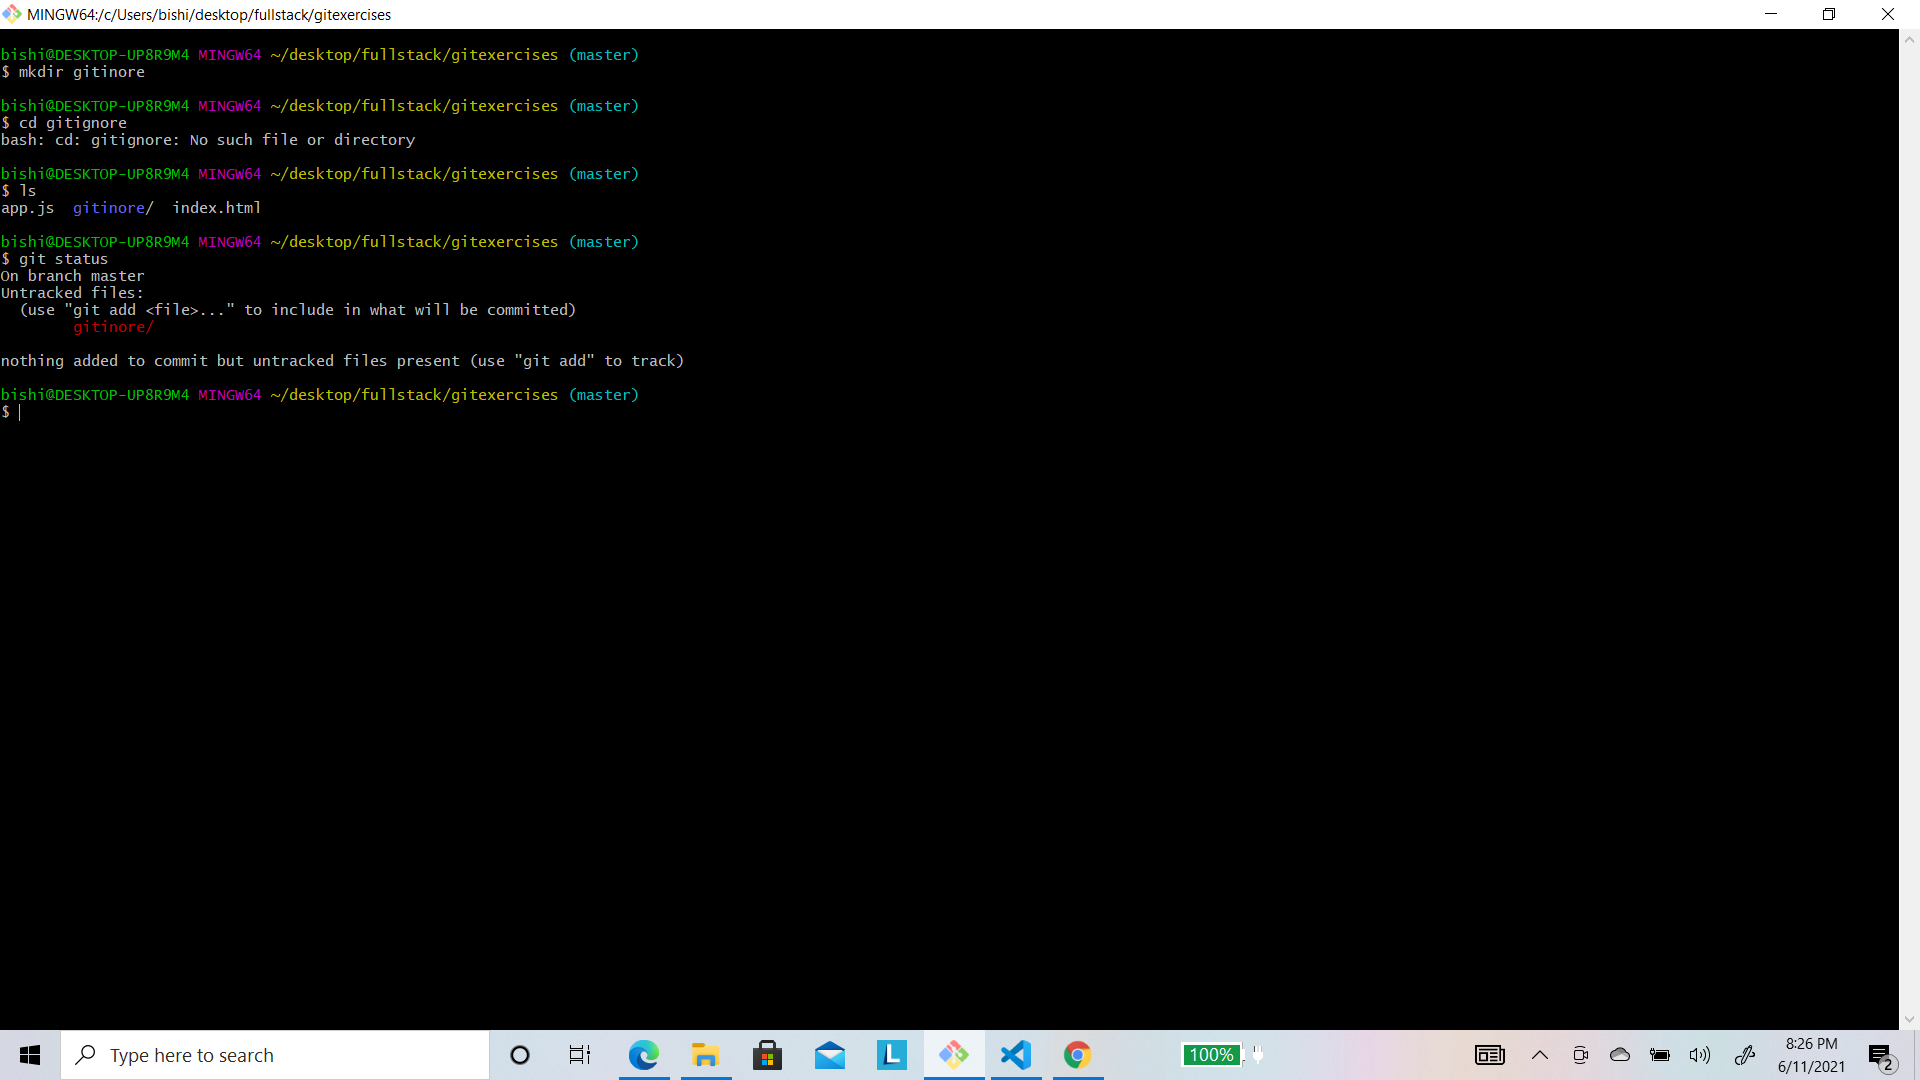 MINGW64:/c/Users/bishi/desktop/fullstack/gitexercises
bishi@DESKTOP-UP8R9M4 MINGW64 ~/desktop/fullstack/gitexercises (master)
$ mkdir gitinore
bishi@DESKTOP-UP8R9M4 MINGW64 ~/desktop/fullstack/gitexercises (master)
$ cd gitignore
bash: cd: gitignore: No such file or directory
bishi@DESKTOP-UP8R9M4 MINGW64 ~/desktop/fullstack/gitexercises (master)
$ ls
app.js  gitinore/  index.html
bishi@DESKTOP-UP8R9M4 MINGW64 ~/desktop/fullstack/gitexercises (master)
$ git status
On branch master
Untracked files:
  (use "git add <file>..." to include in what will be committed)
        gitinore/
nothing added to commit but untracked files present (use "git add" to track)
bishi@DESKTOP-UP8R9M4 MINGW64 ~/desktop/fullstack/gitexercises (master)
$
Type here to search
L
100%
8:26 PM
6/11/2021
2